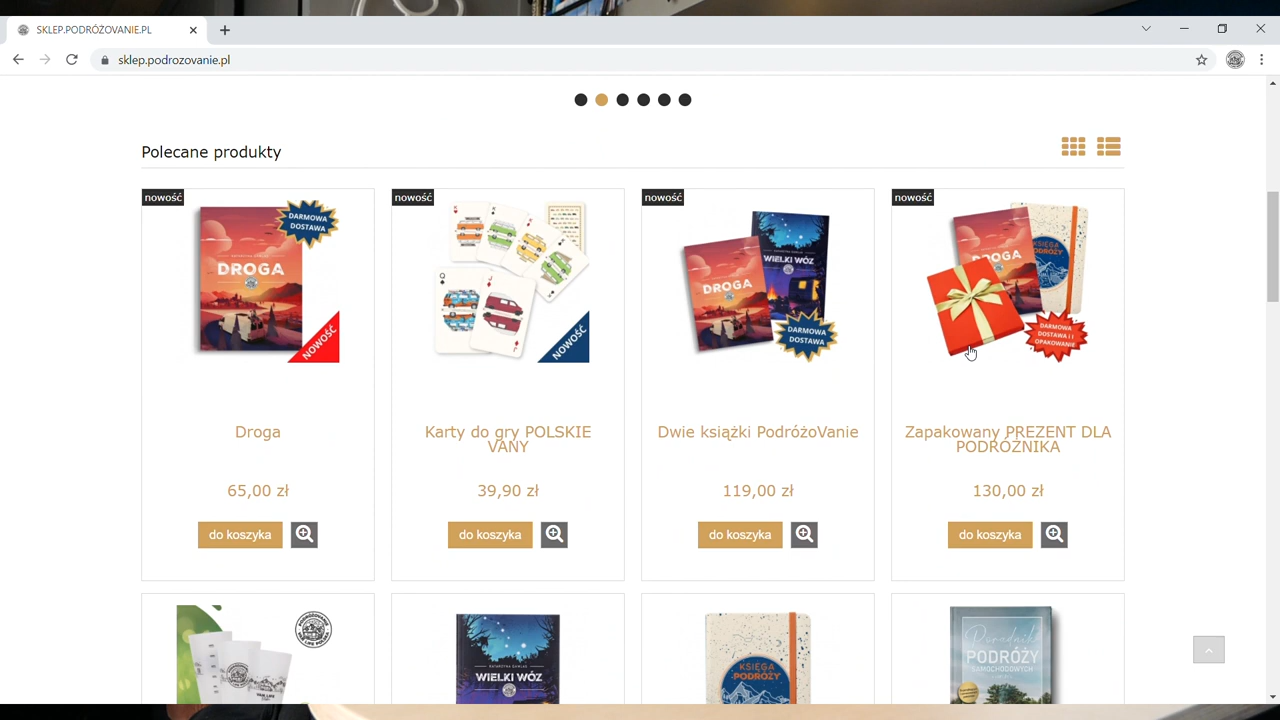 SKLEP.PODRÓŻOVANIE.PL
sklep.podrozovanie.pl
Polecane produkty
nowość
DARMOWA
DOSTAWA
DROGA
NOWOŚĆ
Droga
65,00 zł
do koszyka
nowość
NOWOŚĆ
Karty do gry POLSKIE
VANY
39,90 zł
do koszyka
nowość
WIELKI WÓZ
DROGA
DARMOWA
DOSTAWA
Dwie książki PodróżoVanie
119,00 zł
do koszyka
nowość
DROGA
KSIĘGA
PODRÓŻY
DARMOWA
DOSTAWA I I
OPAKOWANIE
Zapakowany PREZENT DLA
PODRÓŻNIKA
130,00 zł
do koszyka
WIELKI WÓZ
KSIĘGA
PODRÓŻY
Poradnik
PODRÓŻY
SAMOCHODOWYCH